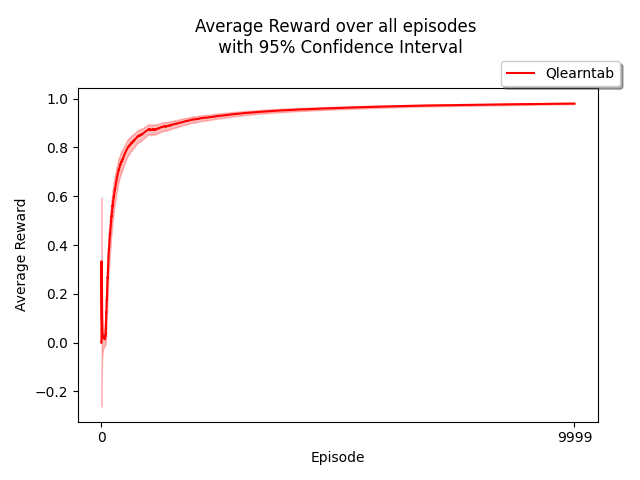 Average Reward over all episodes
with 95% Confidence Interval
Qlearntab
1.0
0.8
0.6
0.4
0.2
0.0
−0.2
Average Reward
0
9999
Episode